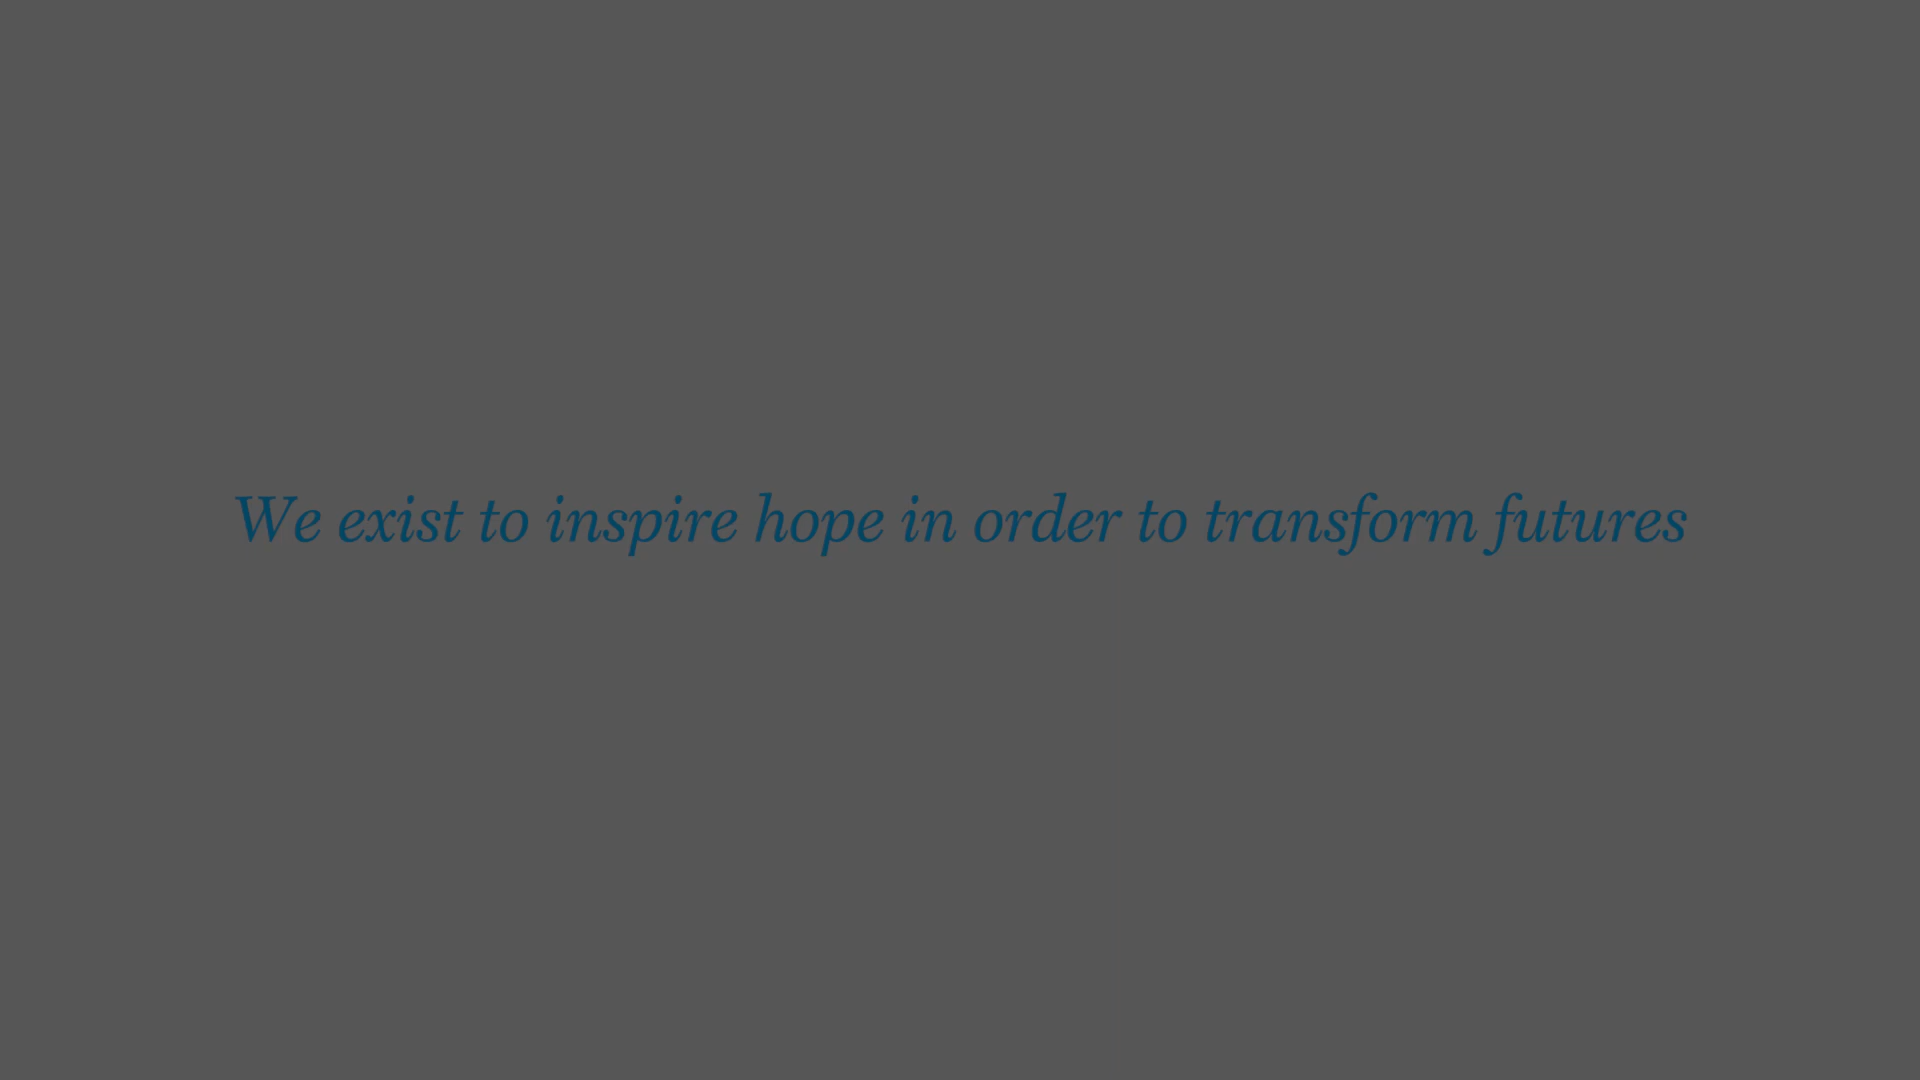 We exist to inspire hope in order to transform futures